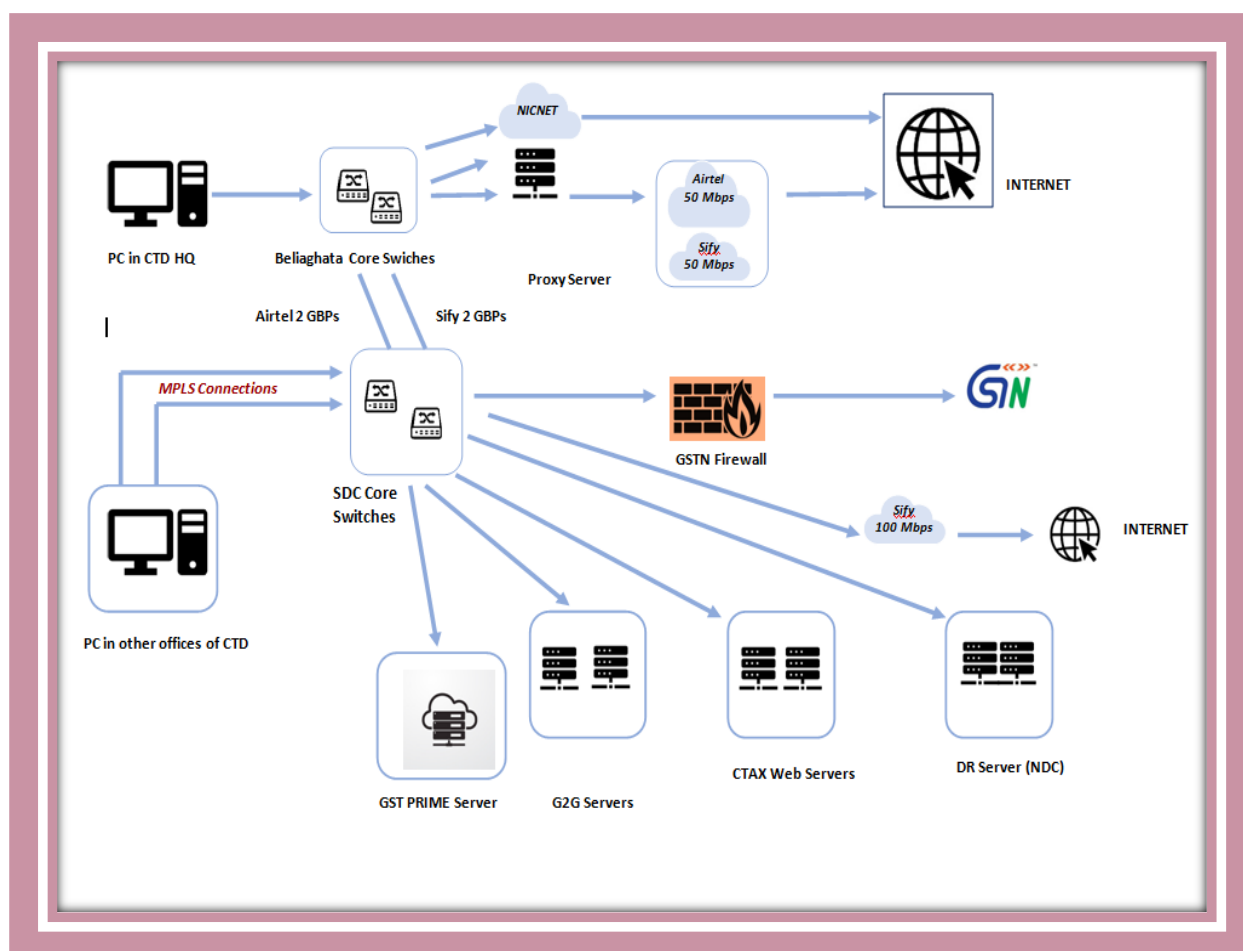 NICNET
Airtel
50 Mbps
Sify
50 Mbps
INTERNET
PC in CTD HQ
Beliaghata Core Swiches
Proxy Server
Airtel 2 GBPs
Sify 2 GBPs
MPLS Connections
GSTN
GSTN Firewall
SDC Core
Switches
Sify
100 Mbps
INTERNET
PC in other offices of CTD
GST PRIME Server
G2G Servers
CTAX Web Servers
DR Server (NDC)